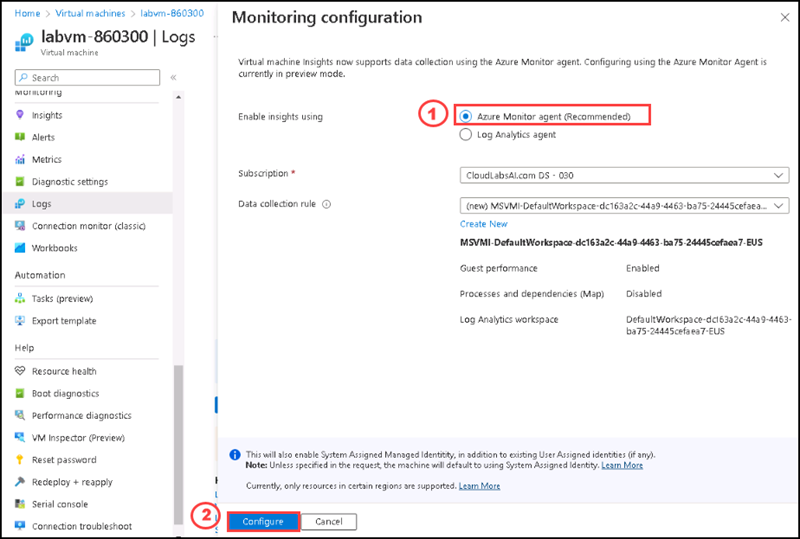 Home > Virtual machines > labvm-860300
labvm-860300 | Logs
Virtual machine
Search
Monitoring
Insights
Alerts
Metrics
Diagnostic settings
Logs
Connection monitor (classic)
Workbooks
Automation
Tasks (preview)
Export template
Help
Resource health
Boot diagnostics
Performance diagnostics
VM Inspector (Preview)
Reset password
Redeploy + reapply
Serial console
Connection troubleshoot
Monitoring configuration
Virtual machine Insights now supports data collection using the Azure Monitor agent. Configuring using the Azure Monitor Agent is
currently in preview mode.
Enable insights using
1
Azure Monitor agent (Recommended)
Log Analytics agent
Subscription *
CloudLabsAI.com DS - 030
Data collection rule
(new) MSVMI-DefaultWorkspace-dc163a2c-44a9-4463-ba75-24445cefaea...
Create New
MSVMI-DefaultWorkspace-dc163a2c-44a9-4463-ba75-24445cefaea7-EUS
Guest performance Enabled
Processes and dependencies (Map) Disabled
Log Analytics workspace DefaultWorkspace-dc163a2c-44a9-4463-
ba75-24445cefaea7-EUS
This will also enable System Assigned Managed Identitity, in addition to existing User Assigned identities (if any).
Note: Unless specified in the request, the machine will default to using System Assigned Identity. Learn More
Currently, only resources in certain regions are supported. Learn More
2
Configure
Cancel